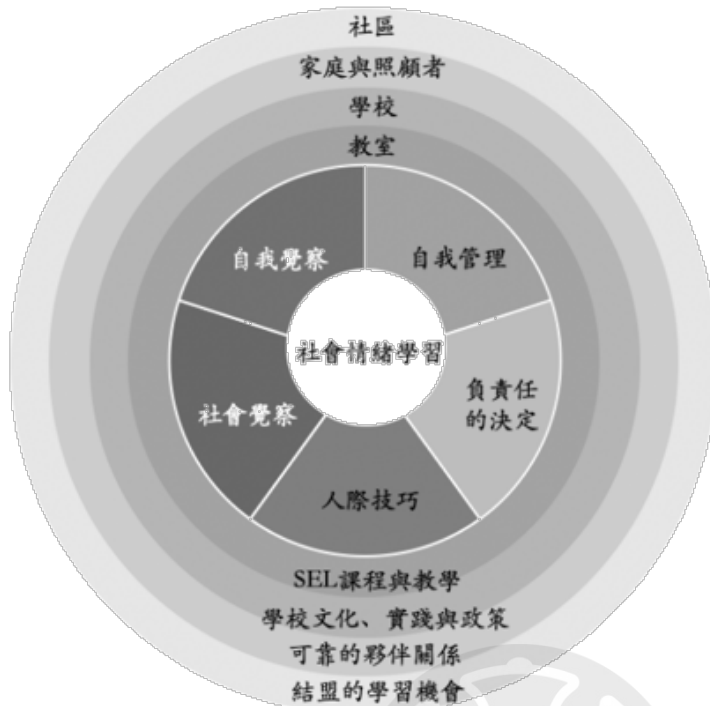 社區
家庭與照顧者
學校
教室
自我覺察
自我管理
社會情緒學習
社會覺察
負責任
的決定
人際技巧
SEL課程與教學
學校文化、實踐與政策
可靠的夥伴關係
結盟的學習機會